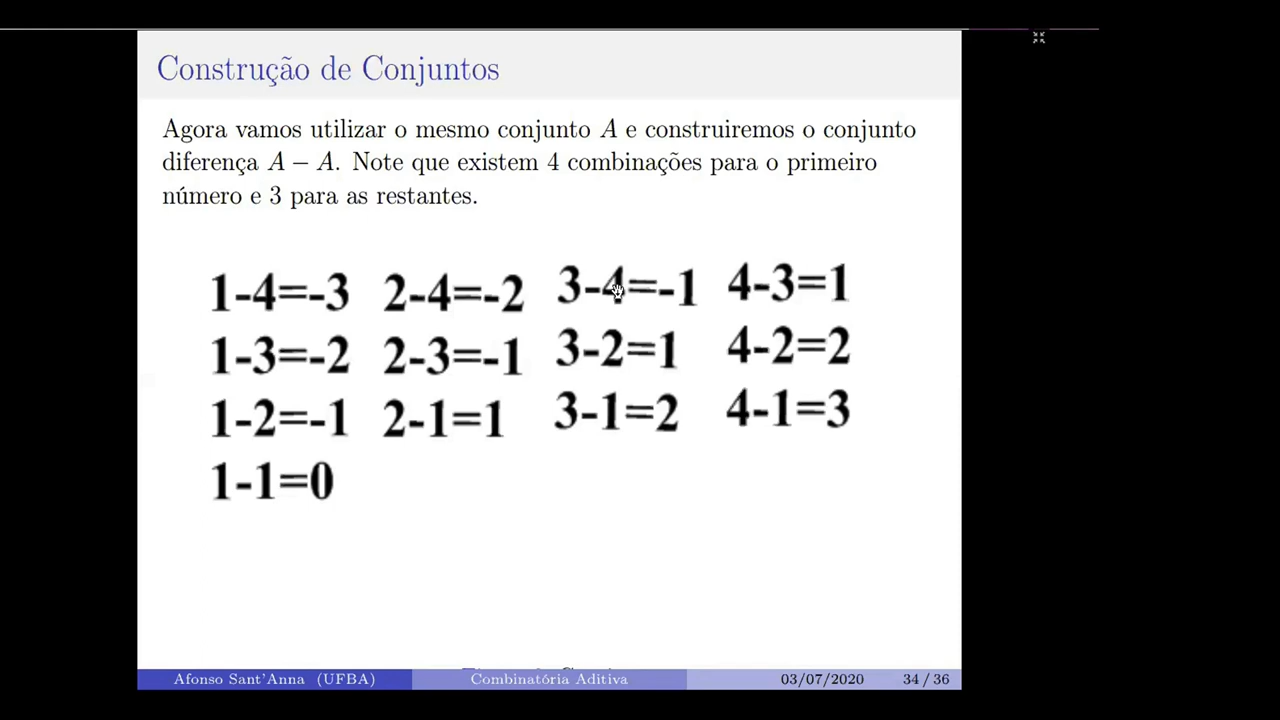 Construção de Conjuntos
Agora vamos utilizar o mesmo conjunto A e construiremos o conjunto
diferença A − A. Note que existem 4 combinações para o primeiro
número e 3 para as restantes.
1-4=-3 2-4=-2 3-4=-1 4-3=1
1-3=-2 2-3=-1 3-2=1 4-2=2
1-2=-1 2-1=1 3-1=2 4-1=3
1-1=0
Afonso Sant'Anna (UFBA) Combinatória Aditiva 03/07/2020 34 / 36